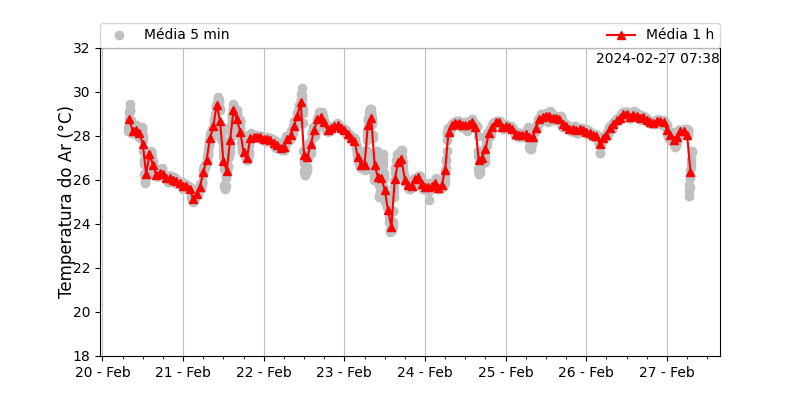 Média 5 min
Média 1 h
2024-02-27 07:38
Temperatura do Ar (°C)
32
30
28
26
24
22
20
18
20 - Feb
21 - Feb
22 - Feb
23 - Feb
24 - Feb
25 - Feb
26 - Feb
27 - Feb